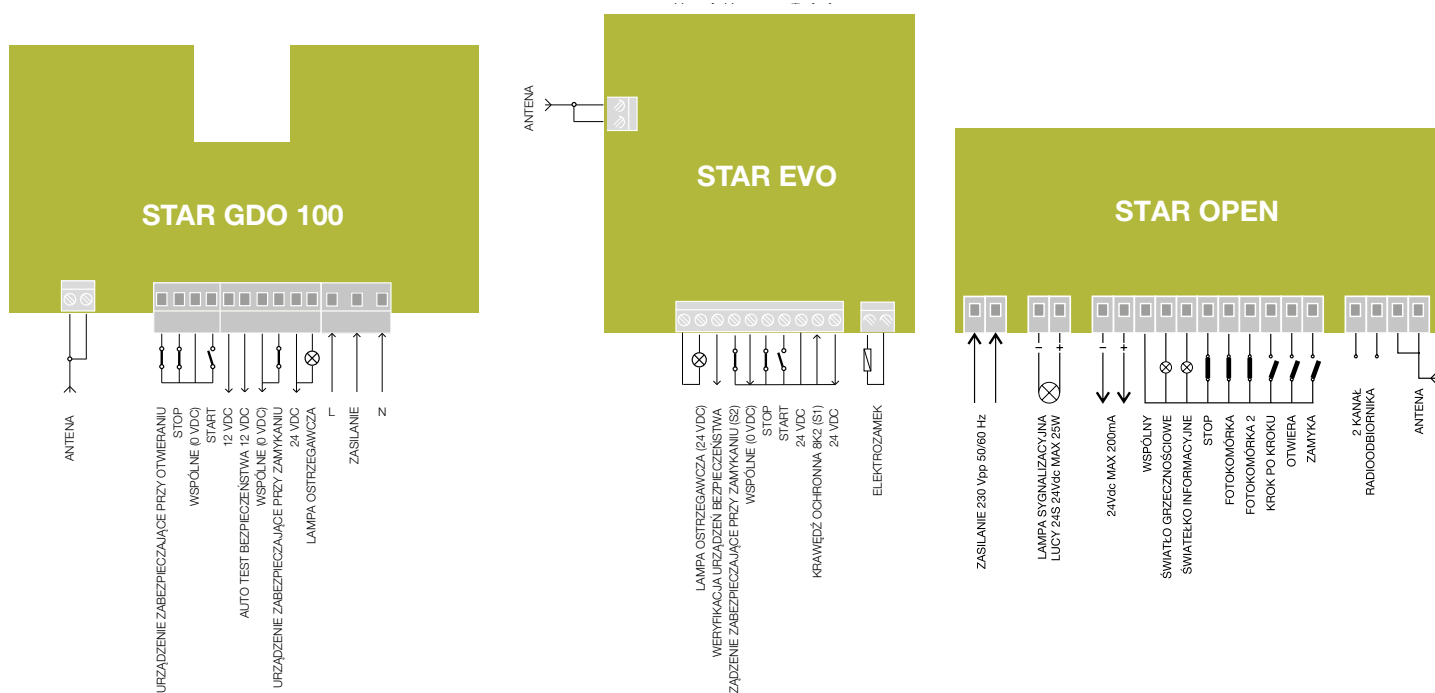 STAR GDO 100
ANTENA
URZĄDZENIE ZABEZPIECZAJĄCE PRZY OTWIERANIU
STOP
WSPÓLNE (0 VDC)
START
12 VDC
AUTO TEST BEZPIECZEŃSTWA 12 VDC
WSPÓLNE (0 VDC)
URZĄDZENIE ZABEZPIECZAJĄCE PRZY ZAMYKANIU
24 VDC
LAMPA OSTRZEGAWCZA
L
ZASILANIE
N
STAR EVO
ANTENA
LAMPA OSTRZEGAWCZA (24 VDC)
WERYFIKACJA URZĄDZEŃ BEZPIECZEŃSTWA
ZĄDZENIE ZABEZPIECZAJĄCE PRZY ZAMYKANIU (S2)
WSPÓLNE (0 VDC)
STOP
START
24 VDC
KRAWĘDŹ OCHRONNA 8K2 (S1)
24 VDC
ELEKTROZAMEK
STAR OPEN
ZASILANIE 230 Vpp 50/60 Hz
- +
LAMPA SYGNALIZACYJNA
LUCY 24S 24Vdc MAX 25W
- +
24Vdc MAX 200mA
WSPÓLNY
ŚWIATŁO GRZECZNOŚCIOWE
ŚWIATEŁKO INFORMACYJNE
STOP
FOTOKOMÓRKA
FOTOKOMÓRKA 2
KROK PO KROKU
OTWIERA
ZAMYKA
2 KANAŁ
RADIOODBIORNIKA
ANTENA